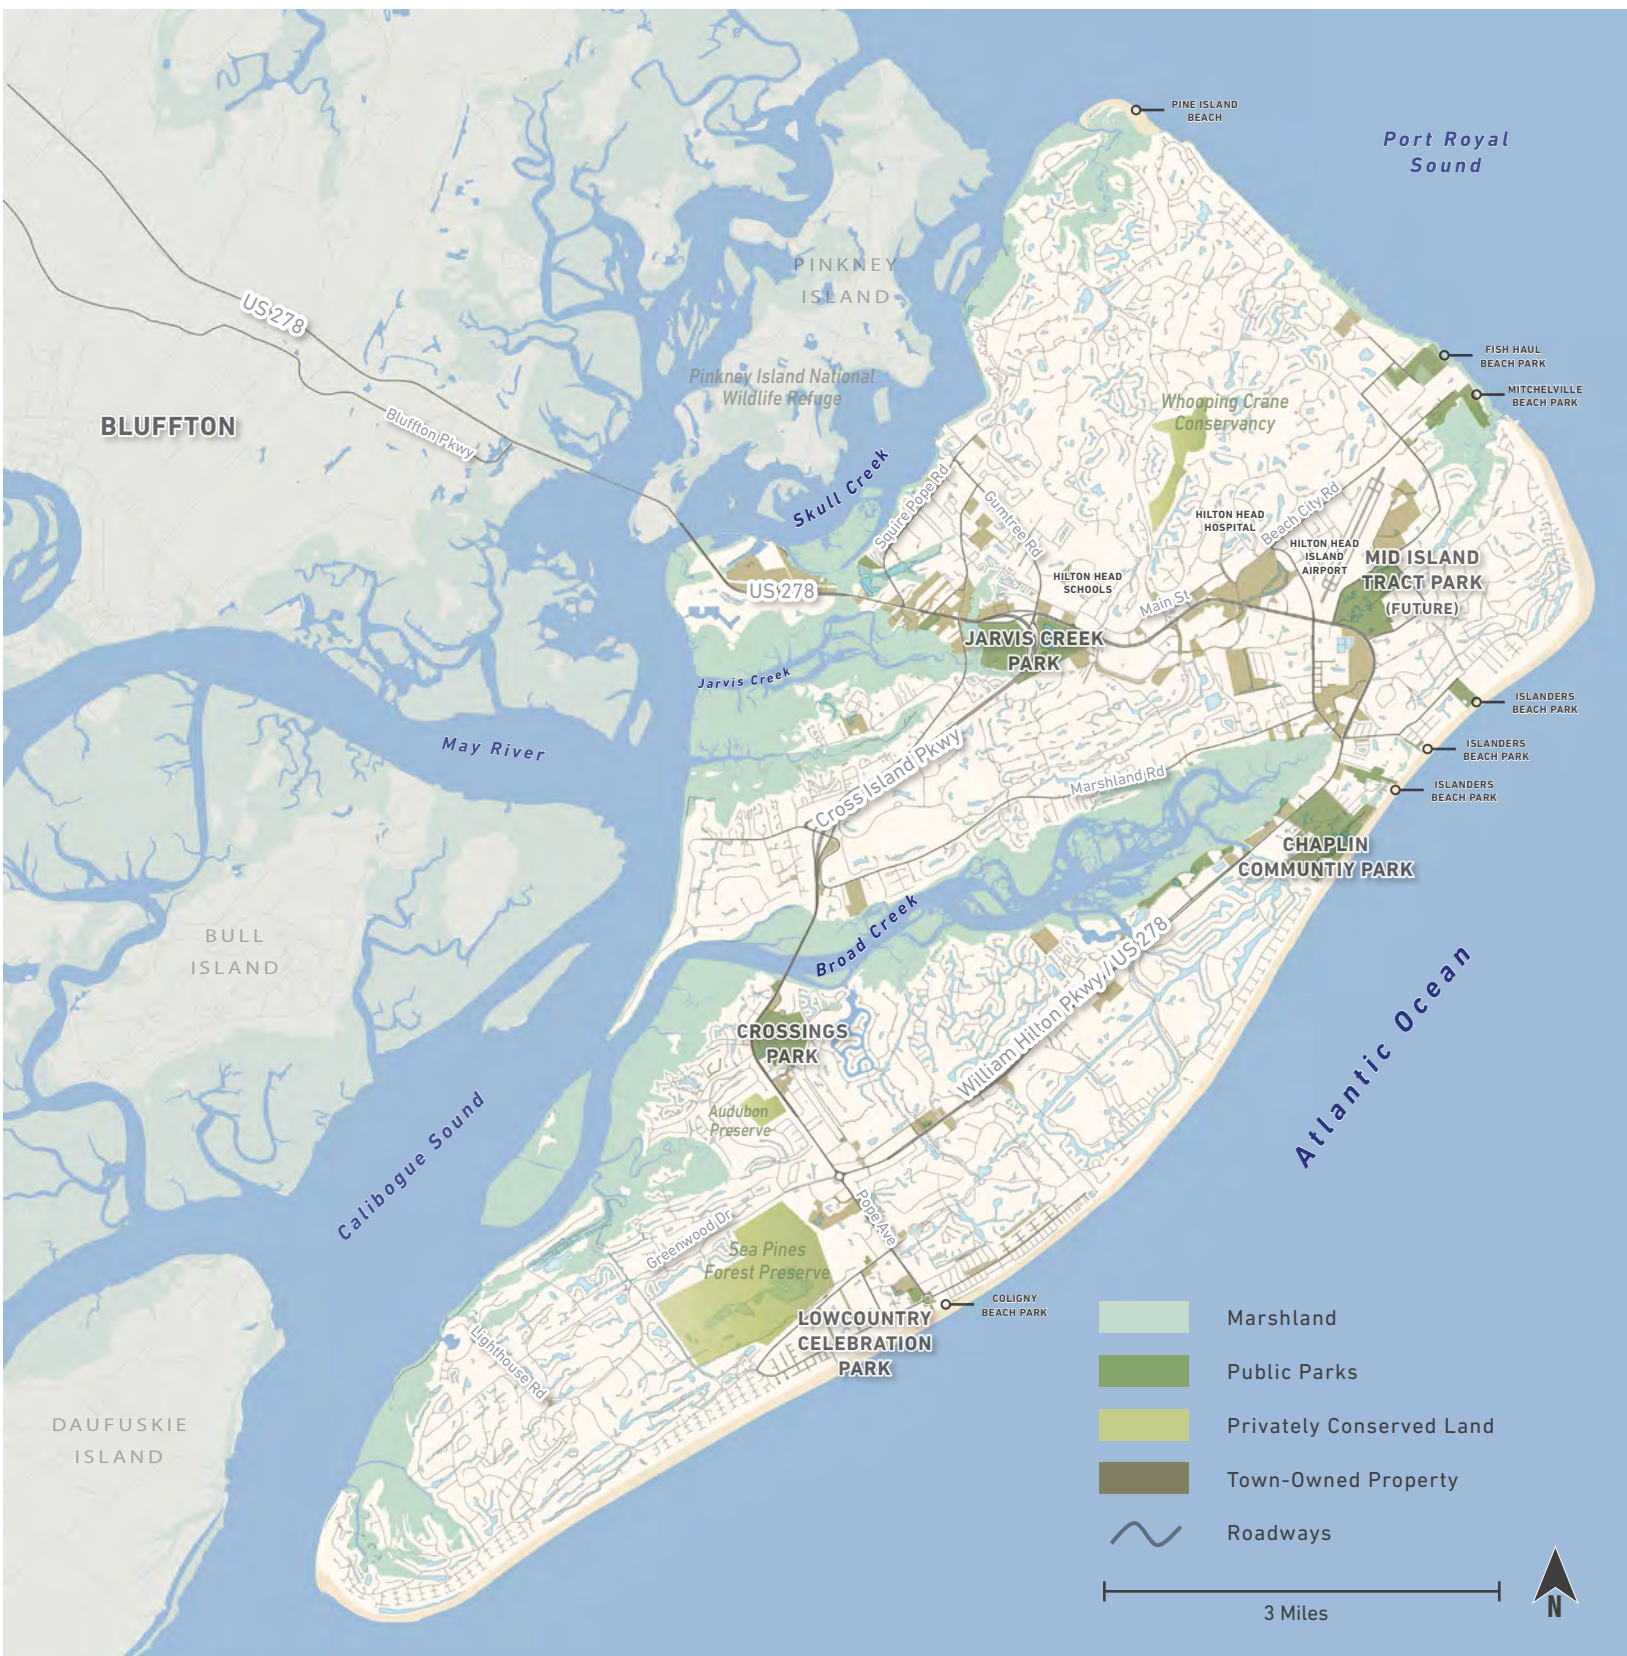 PINE ISLAND
BEACH
Port Royal
Sound
PINKNEY
ISLAND
US 278
FISH HAUL
BEACH PARK
Pinkney Island National
Wildlife Refuge
MITCHELVILLE
BEACH PARK
Whooping Crane
Conservancy
BLUFFTON
Bluffton Pkwy
Skull Creek
Squire Pope Rd
Gumtree Rd
Beach City Rd
HILTON HEAD
HOSPITAL
HILTON HEAD
ISLAND
AIRPORT
MID ISLAND
TRACT PARK
(FUTURE)
US 278
HILTON HEAD
SCHOOLS
Main St
JARVIS CREEK
PARK
Jarvis Creek
ISLANDERS
BEACH PARK
May River
ISLANDERS
BEACH PARK
Cross Island Pkwy
Marshland Rd
ISLANDERS
BEACH PARK
CHAPLIN
COMMUNTIY PARK
BULL
ISLAND
Broad Creek
William Hilton Pkwy / US 278
Atlantic Ocean
CROSSINGS
PARK
Audubon
Preserve
Calibogue Sound
Pope Ave
Greenwood Dr
Sea Pines
Forest Preserve
COLIGNY
BEACH PARK
LOWCOUNTRY
CELEBRATION
PARK
Lighthouse Rd
DAUFUSKIE
ISLAND
Marshland
Public Parks
Privately Conserved Land
Town-Owned Property
Roadways
3 Miles
N